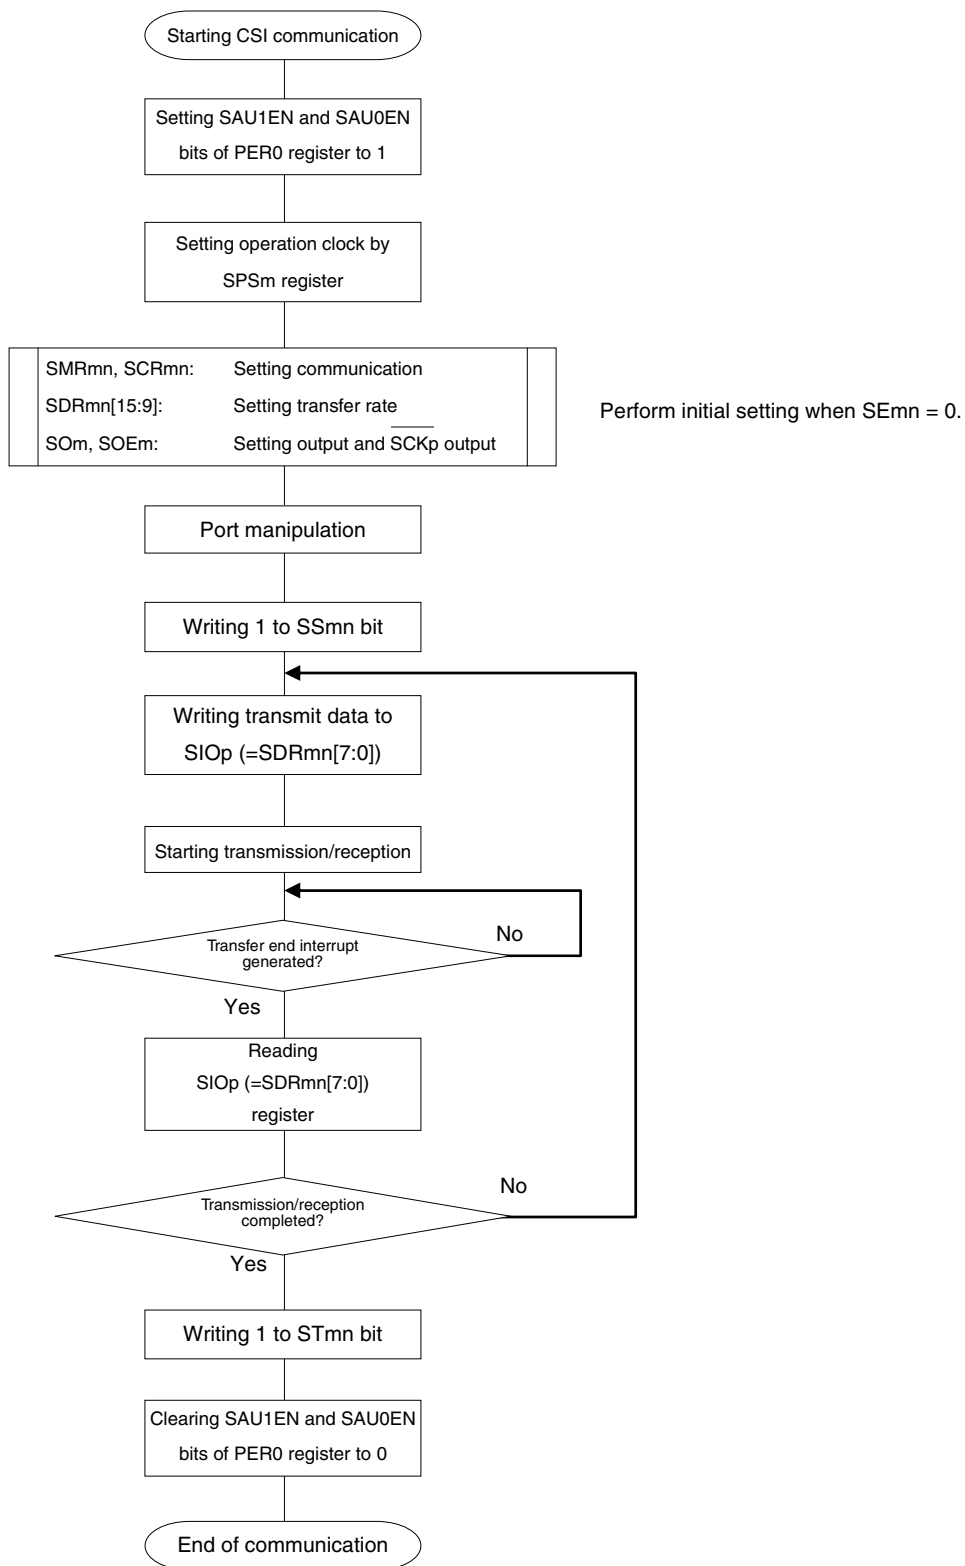 Starting CSI communication
Setting SAU1EN and SAU0EN
bits of PER0 register to 1
Setting operation clock by
SPSm register
SMRmn, SCRmn: Setting communication
SDRmn[15:9]: Setting transfer rate
SOm, SOEm: Setting output and SCKp output
Perform initial setting when SEmn = 0.
Port manipulation
Writing 1 to SSmn bit
Writing transmit data to
SIOp (=SDRmn[7:0])
Starting transmission/reception
Transfer end interrupt
generated?
No
Yes
Reading
SIOp (=SDRmn[7:0])
register
Transmission/reception
completed?
No
Yes
Writing 1 to STmn bit
Clearing SAU1EN and SAU0EN
bits of PER0 register to 0
End of communication